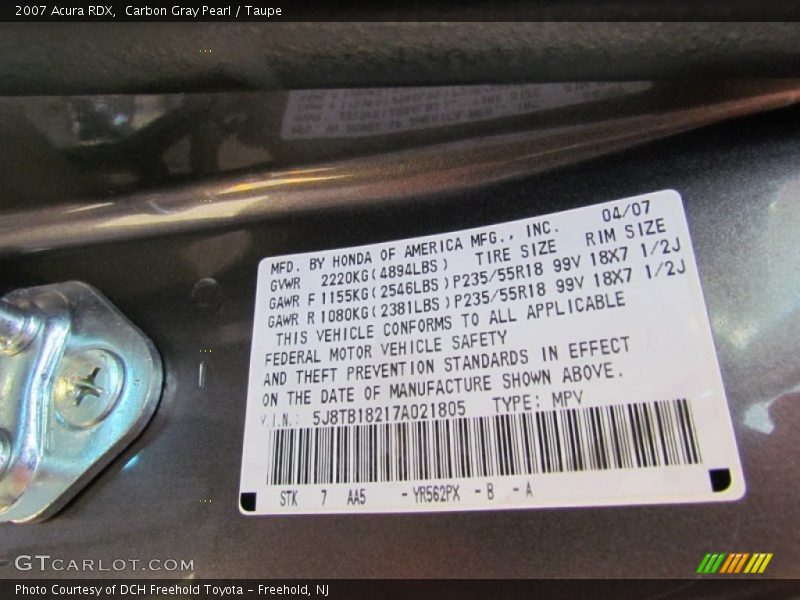 2007 Acura RDX,  Carbon Gray Pearl / Taupe
MFD. BY HONDA OF AMERICA MFG., INC.  04/07
GVWR  2220KG(4894LBS)  TIRE SIZE  RIM SIZE
GAWR F 1155KG(2546LBS) P235/55R18 99V 18X7 1/2J
GAWR R 1080KG(2381LBS) P235/55R18 99V 18X7 1/2J
THIS VEHICLE CONFORMS TO ALL APPLICABLE
FEDERAL MOTOR VEHICLE SAFETY
AND THEFT PREVENTION STANDARDS IN EFFECT
ON THE DATE OF MANUFACTURE SHOWN ABOVE.
V.I.N.: 5J8TB18217A021805  TYPE: MPV
STK 7 AA5 - YR562PX - B - A
GTCARLOT.COM
Photo Courtesy of DCH Freehold Toyota - Freehold, NJ